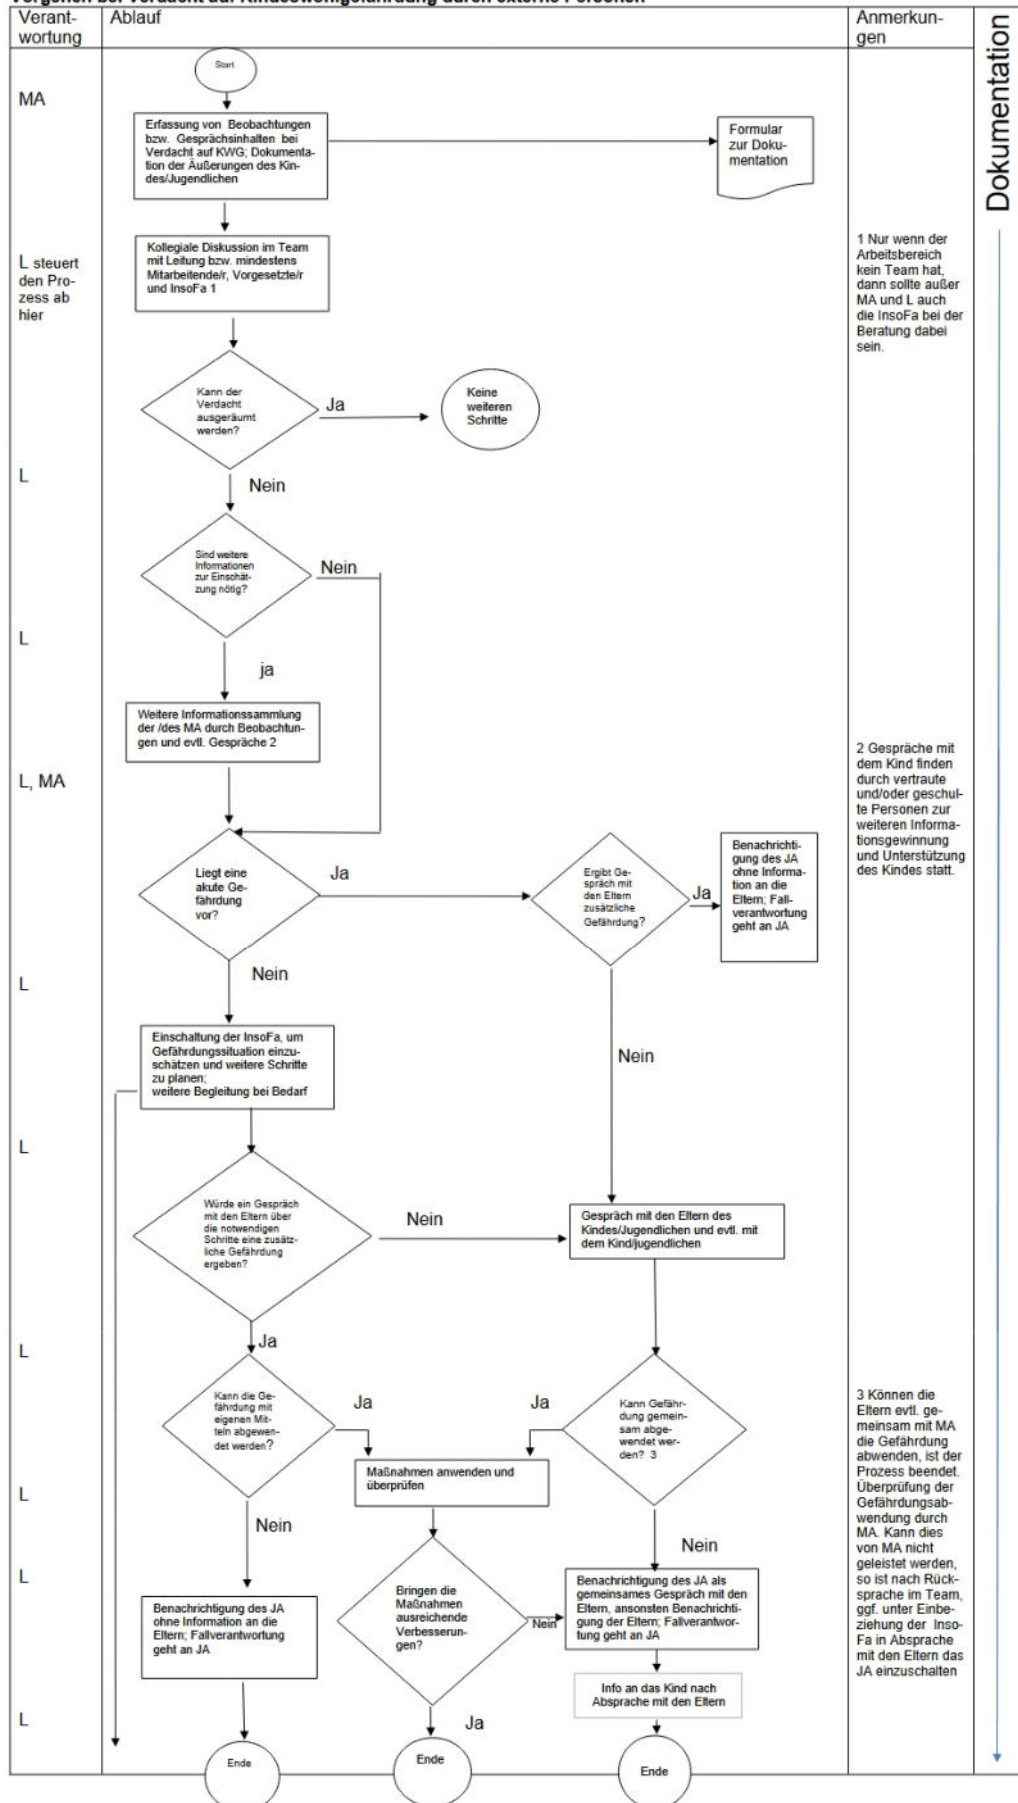 Vorgehen bei Verdacht auf Kindeswohlgefährdung durch externe Personen
Verant-
wortung
Ablauf
Anmerkun-
gen
Dokumentation
Start
MA
Erfassung von Beobachtungen
bzw. Gesprächsinhalten bei
Verdacht auf KWG; Dokumenta-
tion der Äußerungen des Kin-
des/Jugendlichen
Formular
zur Doku-
mentation
L steuert
den Pro-
zess ab
hier
Kollegiale Diskussion im Team
mit Leitung bzw. mindestens
Mitarbeitende/r, Vorgesetzte/r
und InsoFa 1
1 Nur wenn der
Arbeitsbereich
kein Team hat,
dann sollte außer
MA und L auch
die InsoFa bei der
Beratung dabei
sein.
Kann der
Verdacht
ausgeräumt
werden?
Ja
Keine
weiteren
Schritte
L
Nein
Sind weitere
Informationen
zur Einschät-
zung nötig?
Nein
L
ja
Weitere Informationssammlung
der /des MA durch Beobachtun-
gen und evtl. Gespräche 2
L, MA
2 Gespräche mit
dem Kind finden
durch vertraute
und/oder geschul-
te Personen zur
weiteren Informa-
tionsgewinnung
und Unterstützung
des Kindes statt.
Liegt eine
akute Ge-
fährdung
vor?
Ja
Ergibt Ge-
spräch mit
den Eltern
zusätzliche
Gefährdung?
Ja
Benachrichti-
gung des JA
ohne Informa-
tion an die
Eltern; Fall-
verantwortung
geht an JA
L
Nein
Einschaltung der InsoFa, um
Gefährdungssituation einzu-
schätzen und weitere Schritte
zu planen;
weitere Begleitung bei Bedarf
Nein
L
Würde ein Gespräch
mit den Eltern über
die notwendigen
Schritte eine zusätz-
liche Gefährdung
ergeben?
Nein
Gespräch mit den Eltern des
Kindes/Jugendlichen und evtl. mit
dem Kind/jugendlichen
L
Ja
Kann die Ge-
fährdung mit
eigenen Mit-
teln abgewen-
det werden?
Ja
Ja
Kann Gefähr-
dung gemein-
sam abge-
wendet wer-
den? 3
3 Können die
Eltern evtl. ge-
meinsam mit MA
die Gefährdung
abwenden, ist der
Prozess beendet.
Überprüfung der
Gefährdungsab-
wendung durch
MA. Kann dies
von MA nicht
geleistet werden,
so ist nach Rück-
sprache im Team,
ggf. unter Einbe-
ziehung der Inso-
Fa in Absprache
mit den Eltern das
JA einzuschalten
Maßnahmen anwenden und
überprüfen
L
Nein
Nein
L
Benachrichtigung des JA
ohne Information an die
Eltern; Fallverantwortung
geht an JA
Bringen die
Maßnahmen
ausreichende
Verbesserun-
gen?
Nein
Benachrichtigung des JA als
gemeinsames Gespräch mit den
Eltern, ansonsten Benachrichti-
gung der Eltern; Fallverantwor-
tung geht an JA
Info an das Kind nach
Absprache mit den Eltern
L
Ja
Ende
Ende
Ende